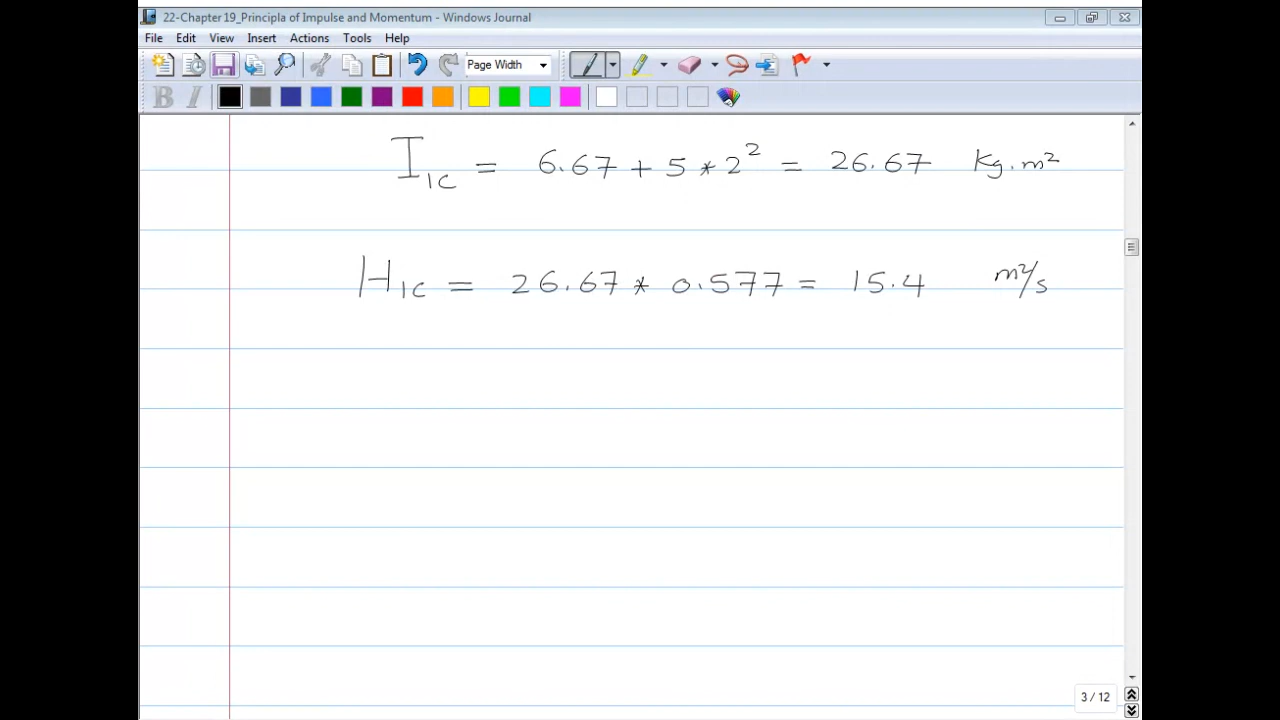 22-Chapter 19_Principla of Impulse and Momentum - Windows Journal
File Edit View Insert Actions Tools Help
Page Width
B I
I₁C = 6.67 + 5 * 2² = 26.67 Kg.m²
H₁C = 26.67 * 0.577 = 15.4 m²/s
3 / 12